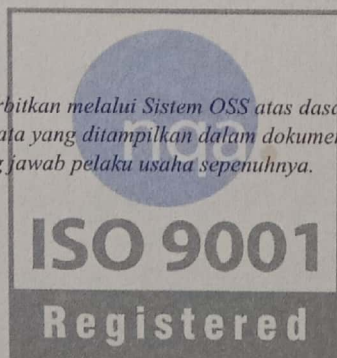 rbitkan melalui Sistem OSS atas dasa
ata yang ditampilkan dalam dokume
g jawab pelaku usaha sepenuhnya.
nqa.
ISO 9001
Registered